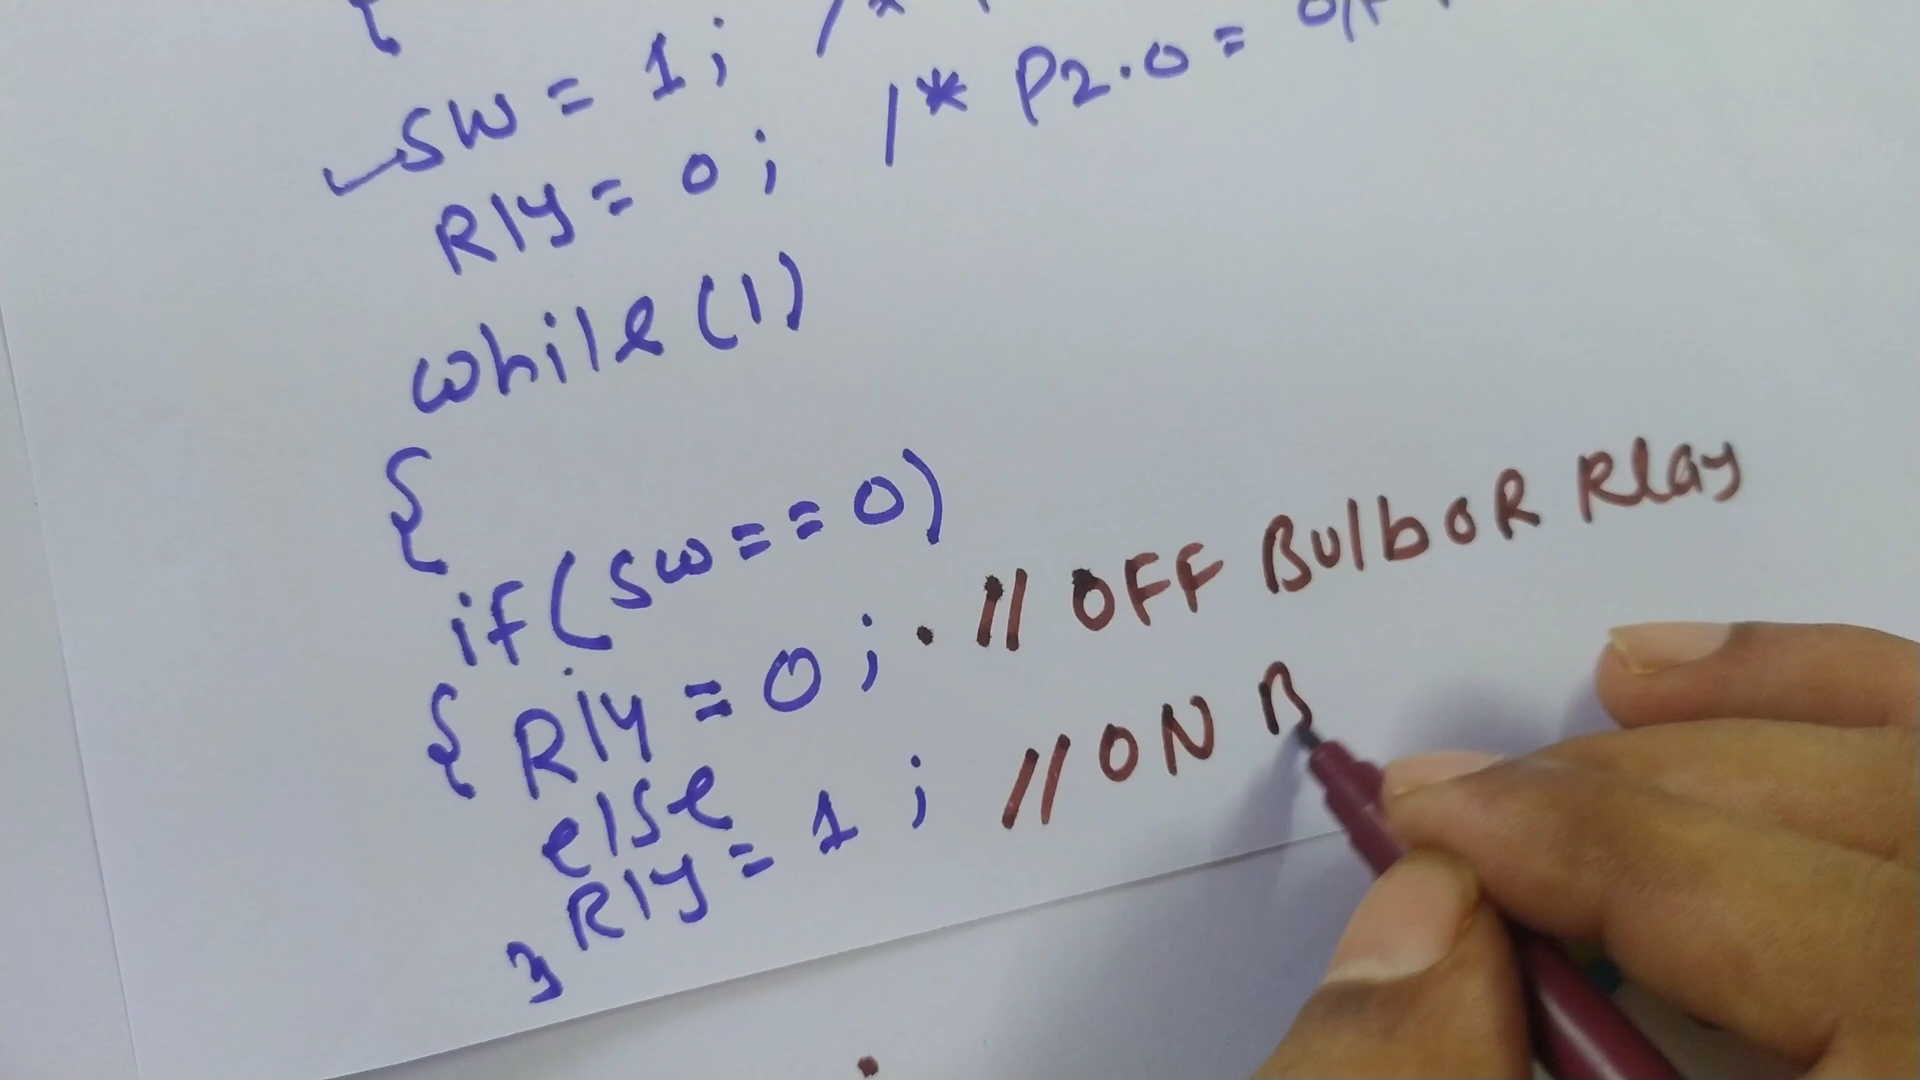 {
SW = 1; /*
Rly = 0; /* P2.0 =
while(1)
{
if(sw==0)
{ Rly = 0; // OFF Bulb OR Rlay
else
Rly = 1; // ON B
}